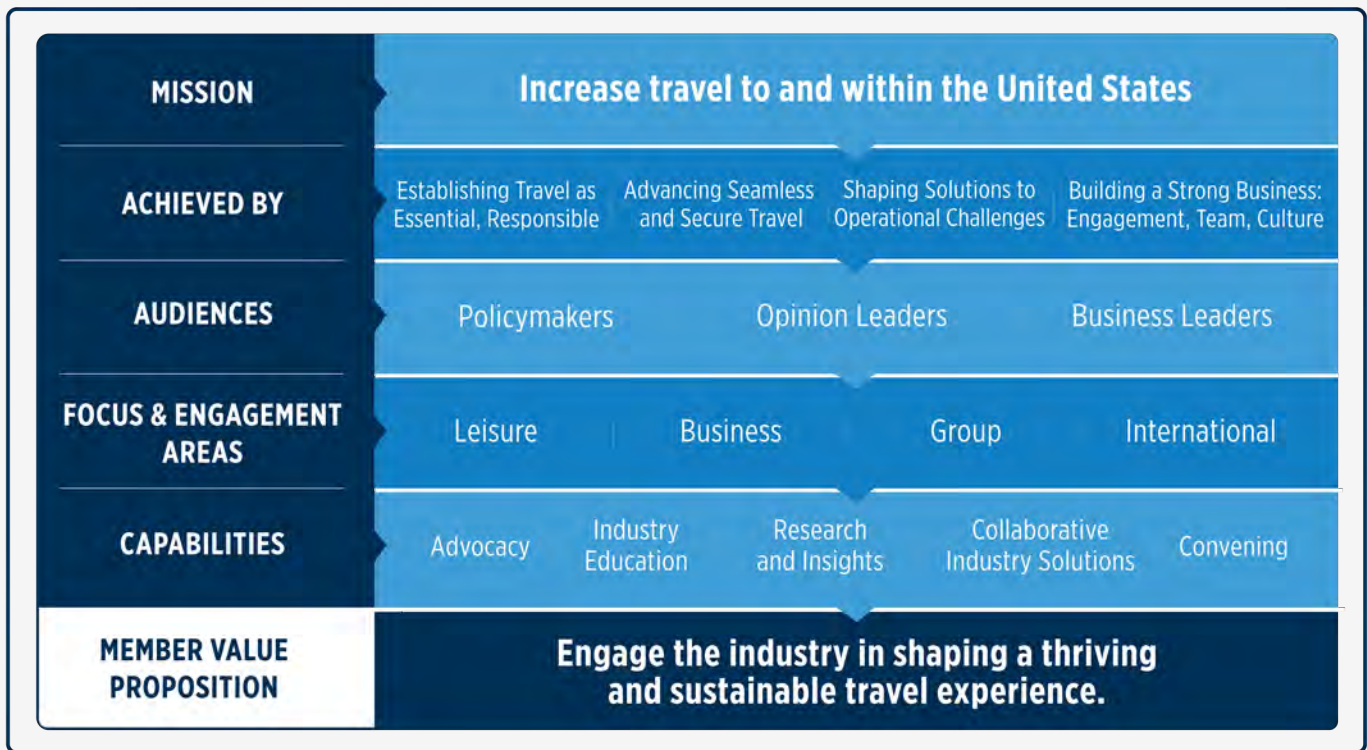 MISSION
Increase travel to and within the United States
ACHIEVED BY
Establishing Travel as
Essential, Responsible
Advancing Seamless
and Secure Travel
Shaping Solutions to
Operational Challenges
Building a Strong Business:
Engagement, Team, Culture
AUDIENCES
Policymakers
Opinion Leaders
Business Leaders
FOCUS & ENGAGEMENT
AREAS
Leisure
Business
Group
International
CAPABILITIES
Advocacy
Industry
Education
Research
and Insights
Collaborative
Industry Solutions
Convening
MEMBER VALUE
PROPOSITION
Engage the industry in shaping a thriving
and sustainable travel experience.